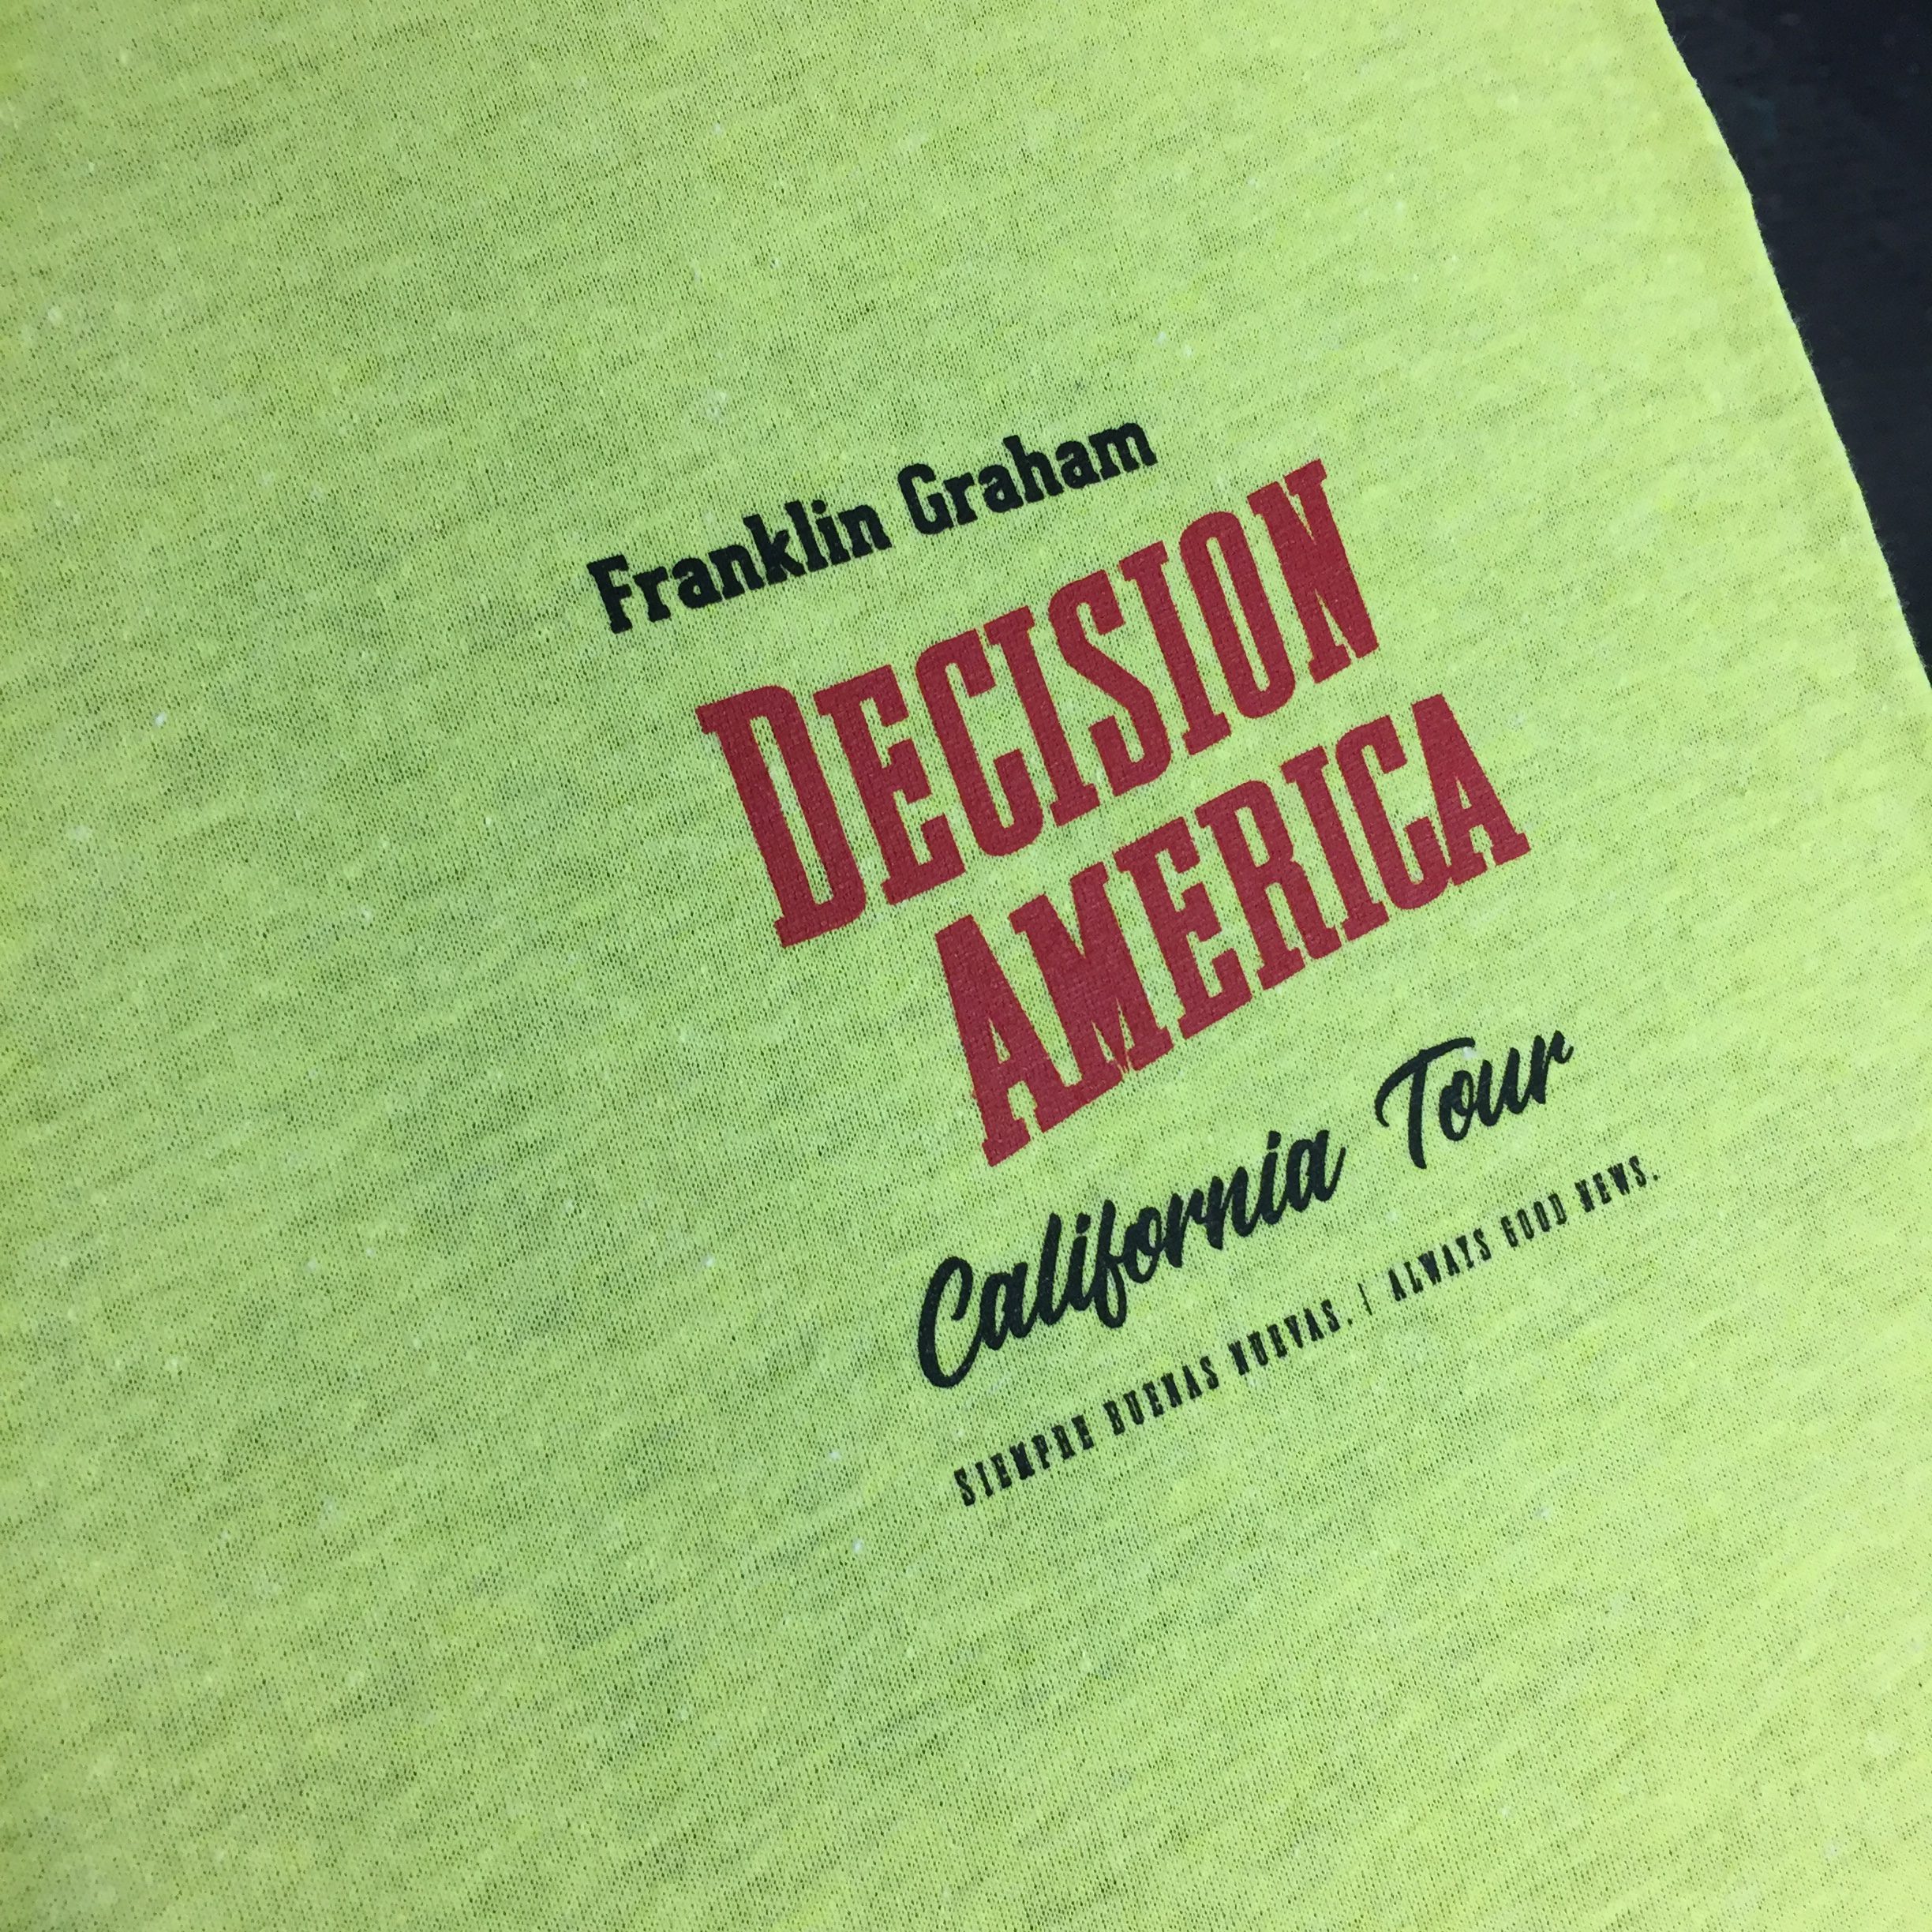 Franklin Graham
DECISION
AMERICA
California Tour
SIEMPRE BUENAS NUEVAS. | ALWAYS GOOD NEWS.